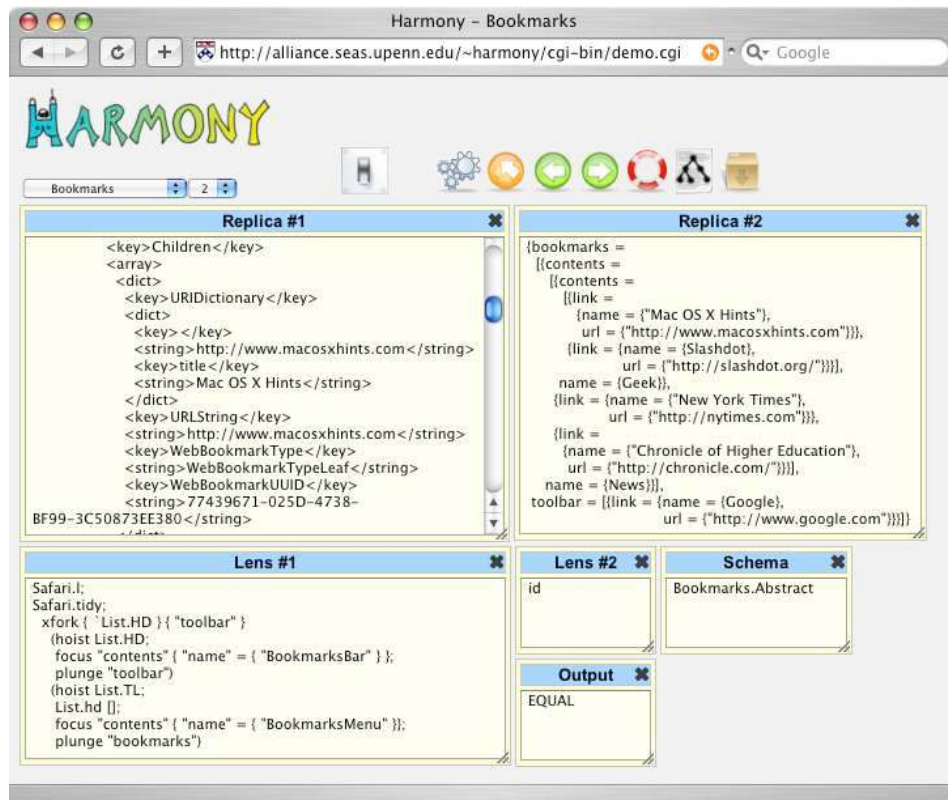 Harmony – Bookmarks
http://alliance.seas.upenn.edu/~harmony/cgi-bin/demo.cgi
Google
HARMONY
Bookmarks 2
Replica #1
<key>Children</key>
<array>
<dict>
<key>URIDictionary</key>
<dict>
<key></key>
<string>http://www.macosxhints.com</string>
<key>title</key>
<string>Mac OS X Hints</string>
</dict>
<key>URLString</key>
<string>http://www.macosxhints.com</string>
<key>WebBookmarkType</key>
<string>WebBookmarkTypeLeaf</string>
<key>WebBookmarkUUID</key>
<string>77439671-025D-4738-
BF99-3C50873EE380</string>
</dict>
Replica #2
{bookmarks =
[{contents =
[{contents =
[{link =
{name = {"Mac OS X Hints"},
url = {"http://www.macosxhints.com"}}},
{link = {name = {Slashdot},
url = {"http://slashdot.org/"}}}],
name = {Geek}},
{link = {name = {"New York Times"},
url = {"http://nytimes.com"}}},
{link =
{name = {"Chronicle of Higher Education"},
url = {"http://chronicle.com/"}}}],
name = {News}}],
toolbar = [{link = {name = {Google},
url = {"http://www.google.com"}}}]}
Lens #1
Safari.l;
Safari.tidy;
xfork { `List.HD } { "toolbar" }
(hoist List.HD;
focus "contents" { "name" = { "BookmarksBar" } };
plunge "toolbar")
(hoist List.TL;
List.hd [];
focus "contents" { "name" = { "BookmarksMenu" }};
plunge "bookmarks")
Lens #2
id
Schema
Bookmarks.Abstract
Output
EQUAL